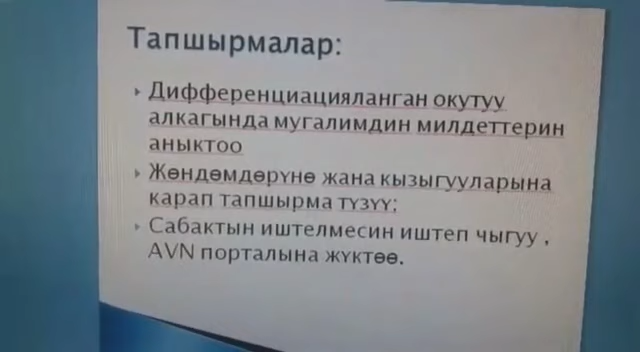 Тапшырмалар:
Дифференциацияланган окутуу
алкагында мугалимдин милдеттерин
аныктоо
Жөндөмдөрүнө жана кызыгууларына
карап тапшырма түзүү;
Сабактын иштелмесин иштеп чыгуу ,
AVN порталына жүктөө.